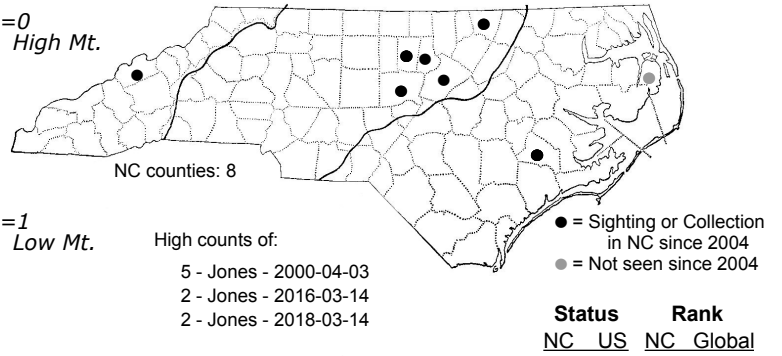 =0
High Mt.
NC counties: 8
=1
Low Mt.
High counts of:
5 - Jones - 2000-04-03
2 - Jones - 2016-03-14
2 - Jones - 2018-03-14
● = Sighting or Collection
in NC since 2004
● = Not seen since 2004
Status Rank
NC US NC Global